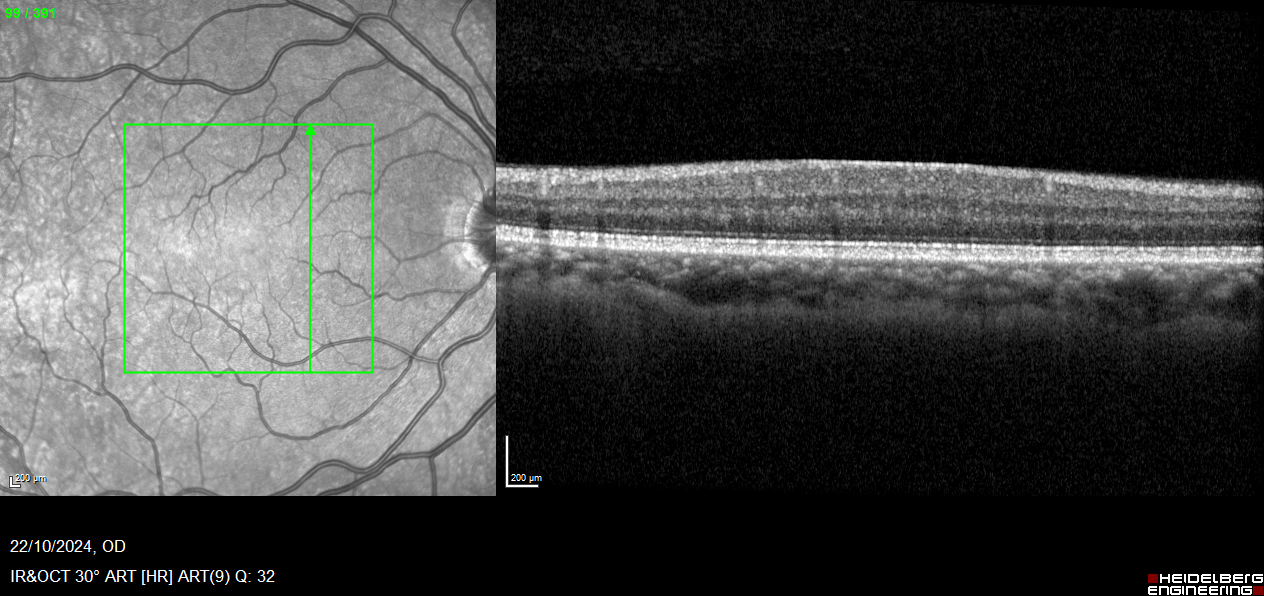 99 / 391
200 µm
200 µm
22/10/2024, OD
IR&OCT 30° ART [HR] ART(9) Q: 32
HEIDELBERG
ENGINEERING